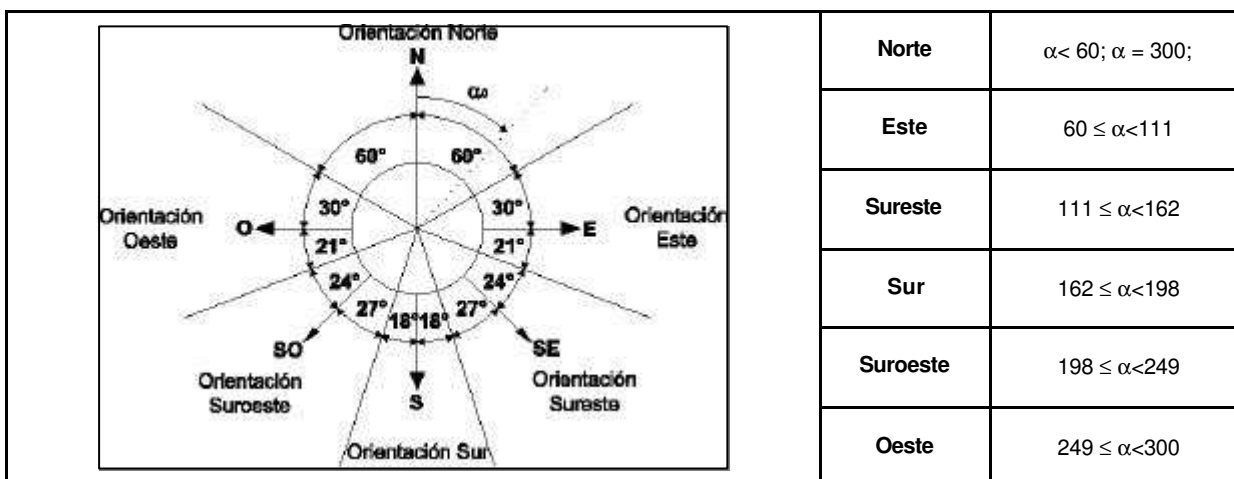 Orientación Norte
N
α₀
60° 60°
30° 30°
Orientación
Oeste
O
E
Orientación
Este
21° 21°
24° 24°
27° 18° 18° 27°
SO
SE
Orientación
Suroeste
S
Orientación
Sureste
Orientación Sur
Norte α< 60; α = 300;
Este 60 ≤ α<111
Sureste 111 ≤ α<162
Sur 162 ≤ α<198
Suroeste 198 ≤ α<249
Oeste 249 ≤ α<300